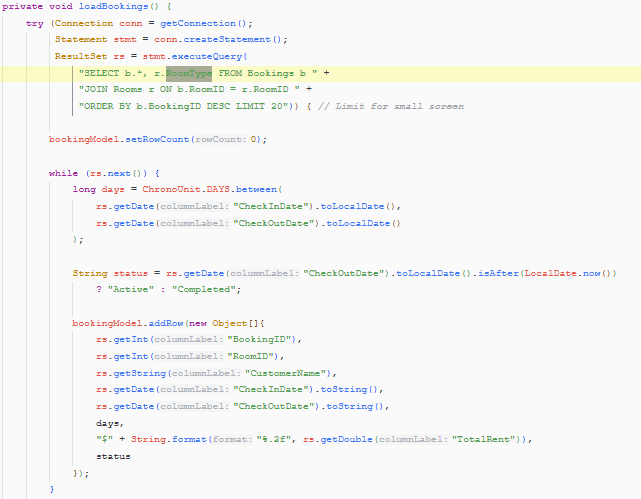 private void loadBookings() {
try (Connection conn = getConnection();
Statement stmt = conn.createStatement();
ResultSet rs = stmt.executeQuery(
"SELECT b.*, r.RoomType FROM Bookings b " +
"JOIN Rooms r ON b.RoomID = r.RoomID " +
"ORDER BY b.BookingID DESC LIMIT 20")) { // Limit for small screen
bookingModel.setRowCount(rowCount: 0);
while (rs.next()) {
long days = ChronoUnit.DAYS.between(
rs.getDate(columnLabel: "CheckInDate").toLocalDate(),
rs.getDate(columnLabel: "CheckOutDate").toLocalDate()
);
String status = rs.getDate(columnLabel: "CheckOutDate").toLocalDate().isAfter(LocalDate.now())
? "Active" : "Completed";
bookingModel.addRow(new Object[]{
rs.getInt(columnLabel: "BookingID"),
rs.getInt(columnLabel: "RoomID"),
rs.getString(columnLabel: "CustomerName"),
rs.getDate(columnLabel: "CheckInDate").toString(),
rs.getDate(columnLabel: "CheckOutDate").toString(),
days,
"$" + String.format(format: "%.2f", rs.getDouble(columnLabel: "TotalRent")),
status
});
}